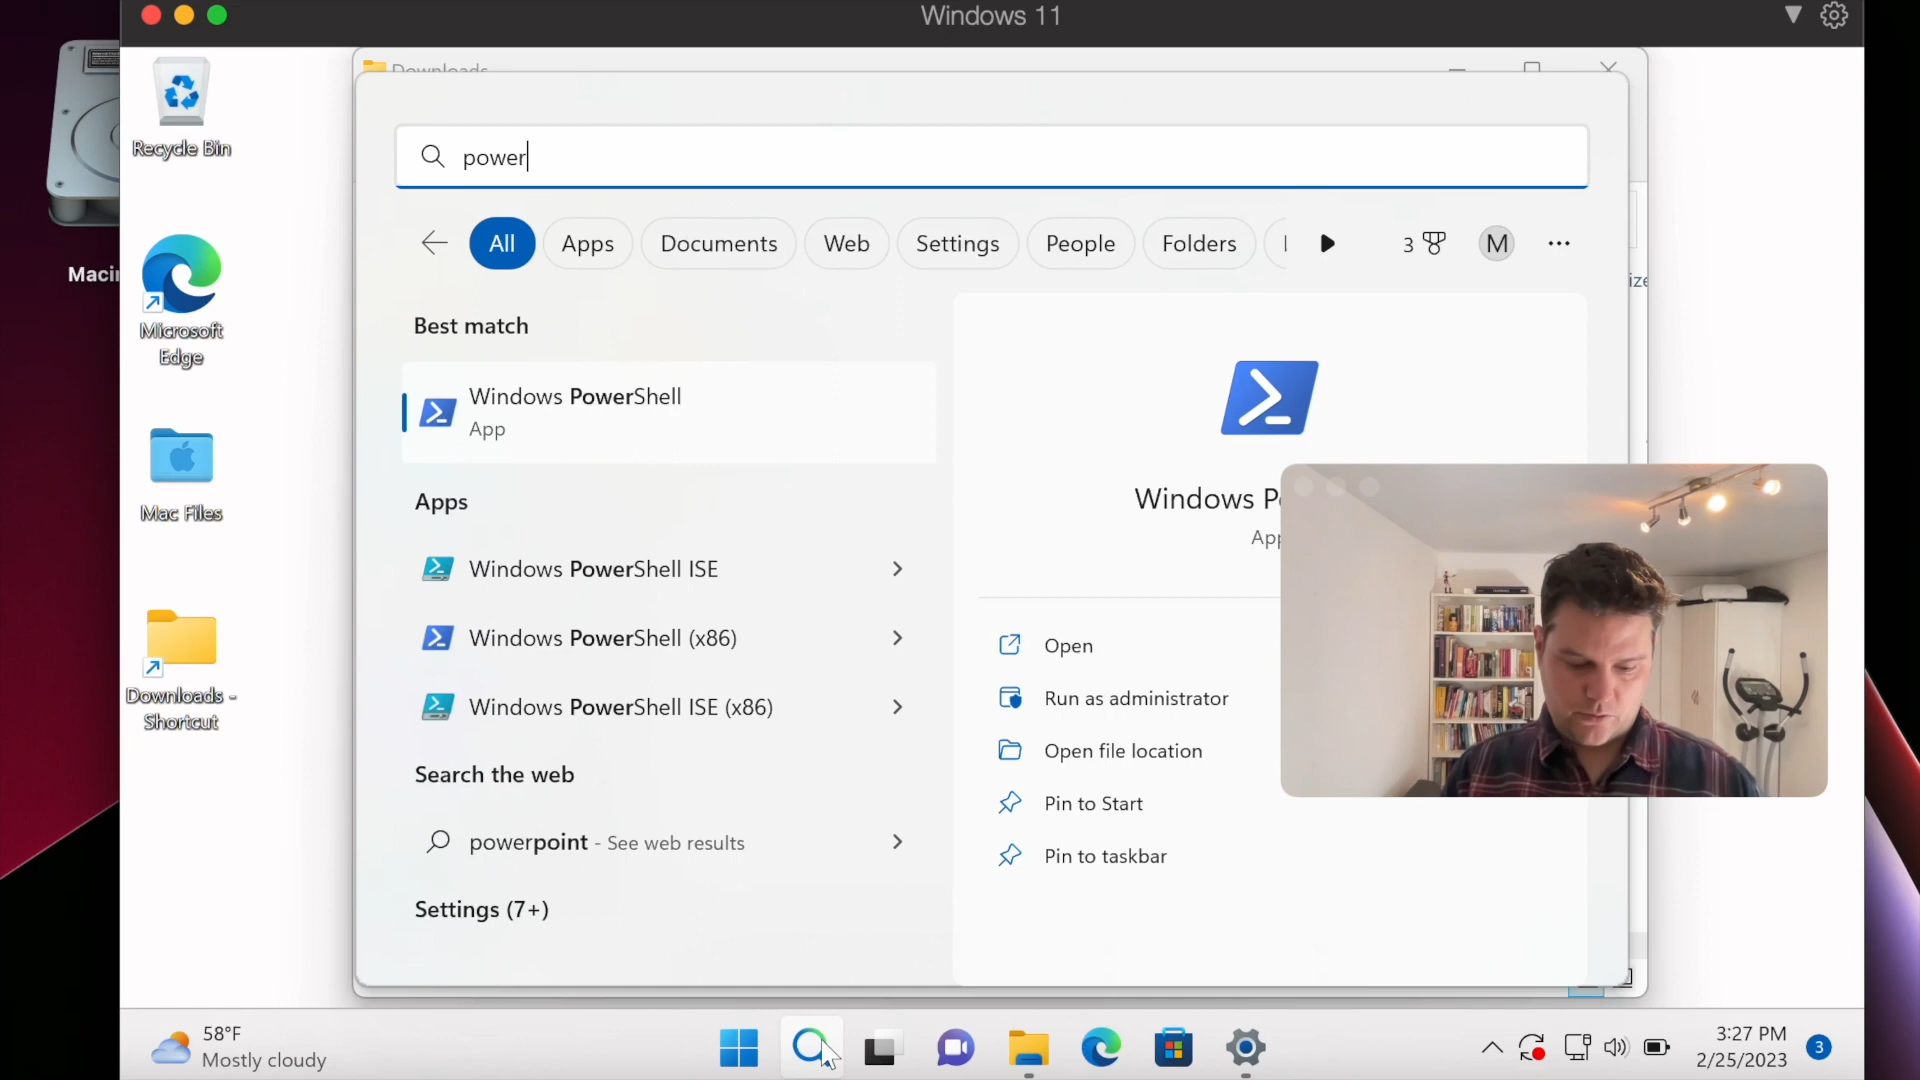 Windows 11
Downloads
Recycle Bin
power
All
Apps
Documents
Web
Settings
People
Folders
3
M
Macin
Microsoft
Edge
Best match
Windows PowerShell
App
Apps
Windows PowerShell ISE
Windows PowerShell (x86)
Windows PowerShell ISE (x86)
Search the web
powerpoint - See web results
Settings (7+)
Mac Files
Downloads -
Shortcut
Windows P
App
Open
Run as administrator
Open file location
Pin to Start
Pin to taskbar
58°F
Mostly cloudy
3:27 PM
2/25/2023
3